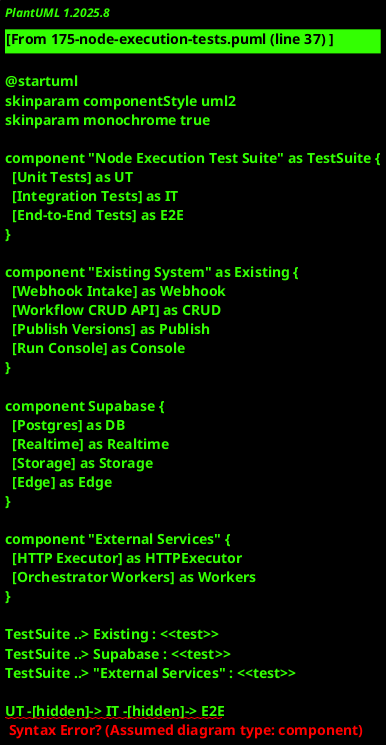 PlantUML 1.2025.8
[From 175-node-execution-tests.puml (line 37) ]
@startuml
skinparam componentStyle uml2
skinparam monochrome true
component "Node Execution Test Suite" as TestSuite {
[Unit Tests] as UT
[Integration Tests] as IT
[End-to-End Tests] as E2E
}
component "Existing System" as Existing {
[Webhook Intake] as Webhook
[Workflow CRUD API] as CRUD
[Publish Versions] as Publish
[Run Console] as Console
}
component Supabase {
[Postgres] as DB
[Realtime] as Realtime
[Storage] as Storage
[Edge] as Edge
}
component "External Services" {
[HTTP Executor] as HTTPExecutor
[Orchestrator Workers] as Workers
}
TestSuite ..> Existing : <<test>>
TestSuite ..> Supabase : <<test>>
TestSuite ..> "External Services" : <<test>>
UT -[hidden]-> IT -[hidden]-> E2E
Syntax Error? (Assumed diagram type: component)